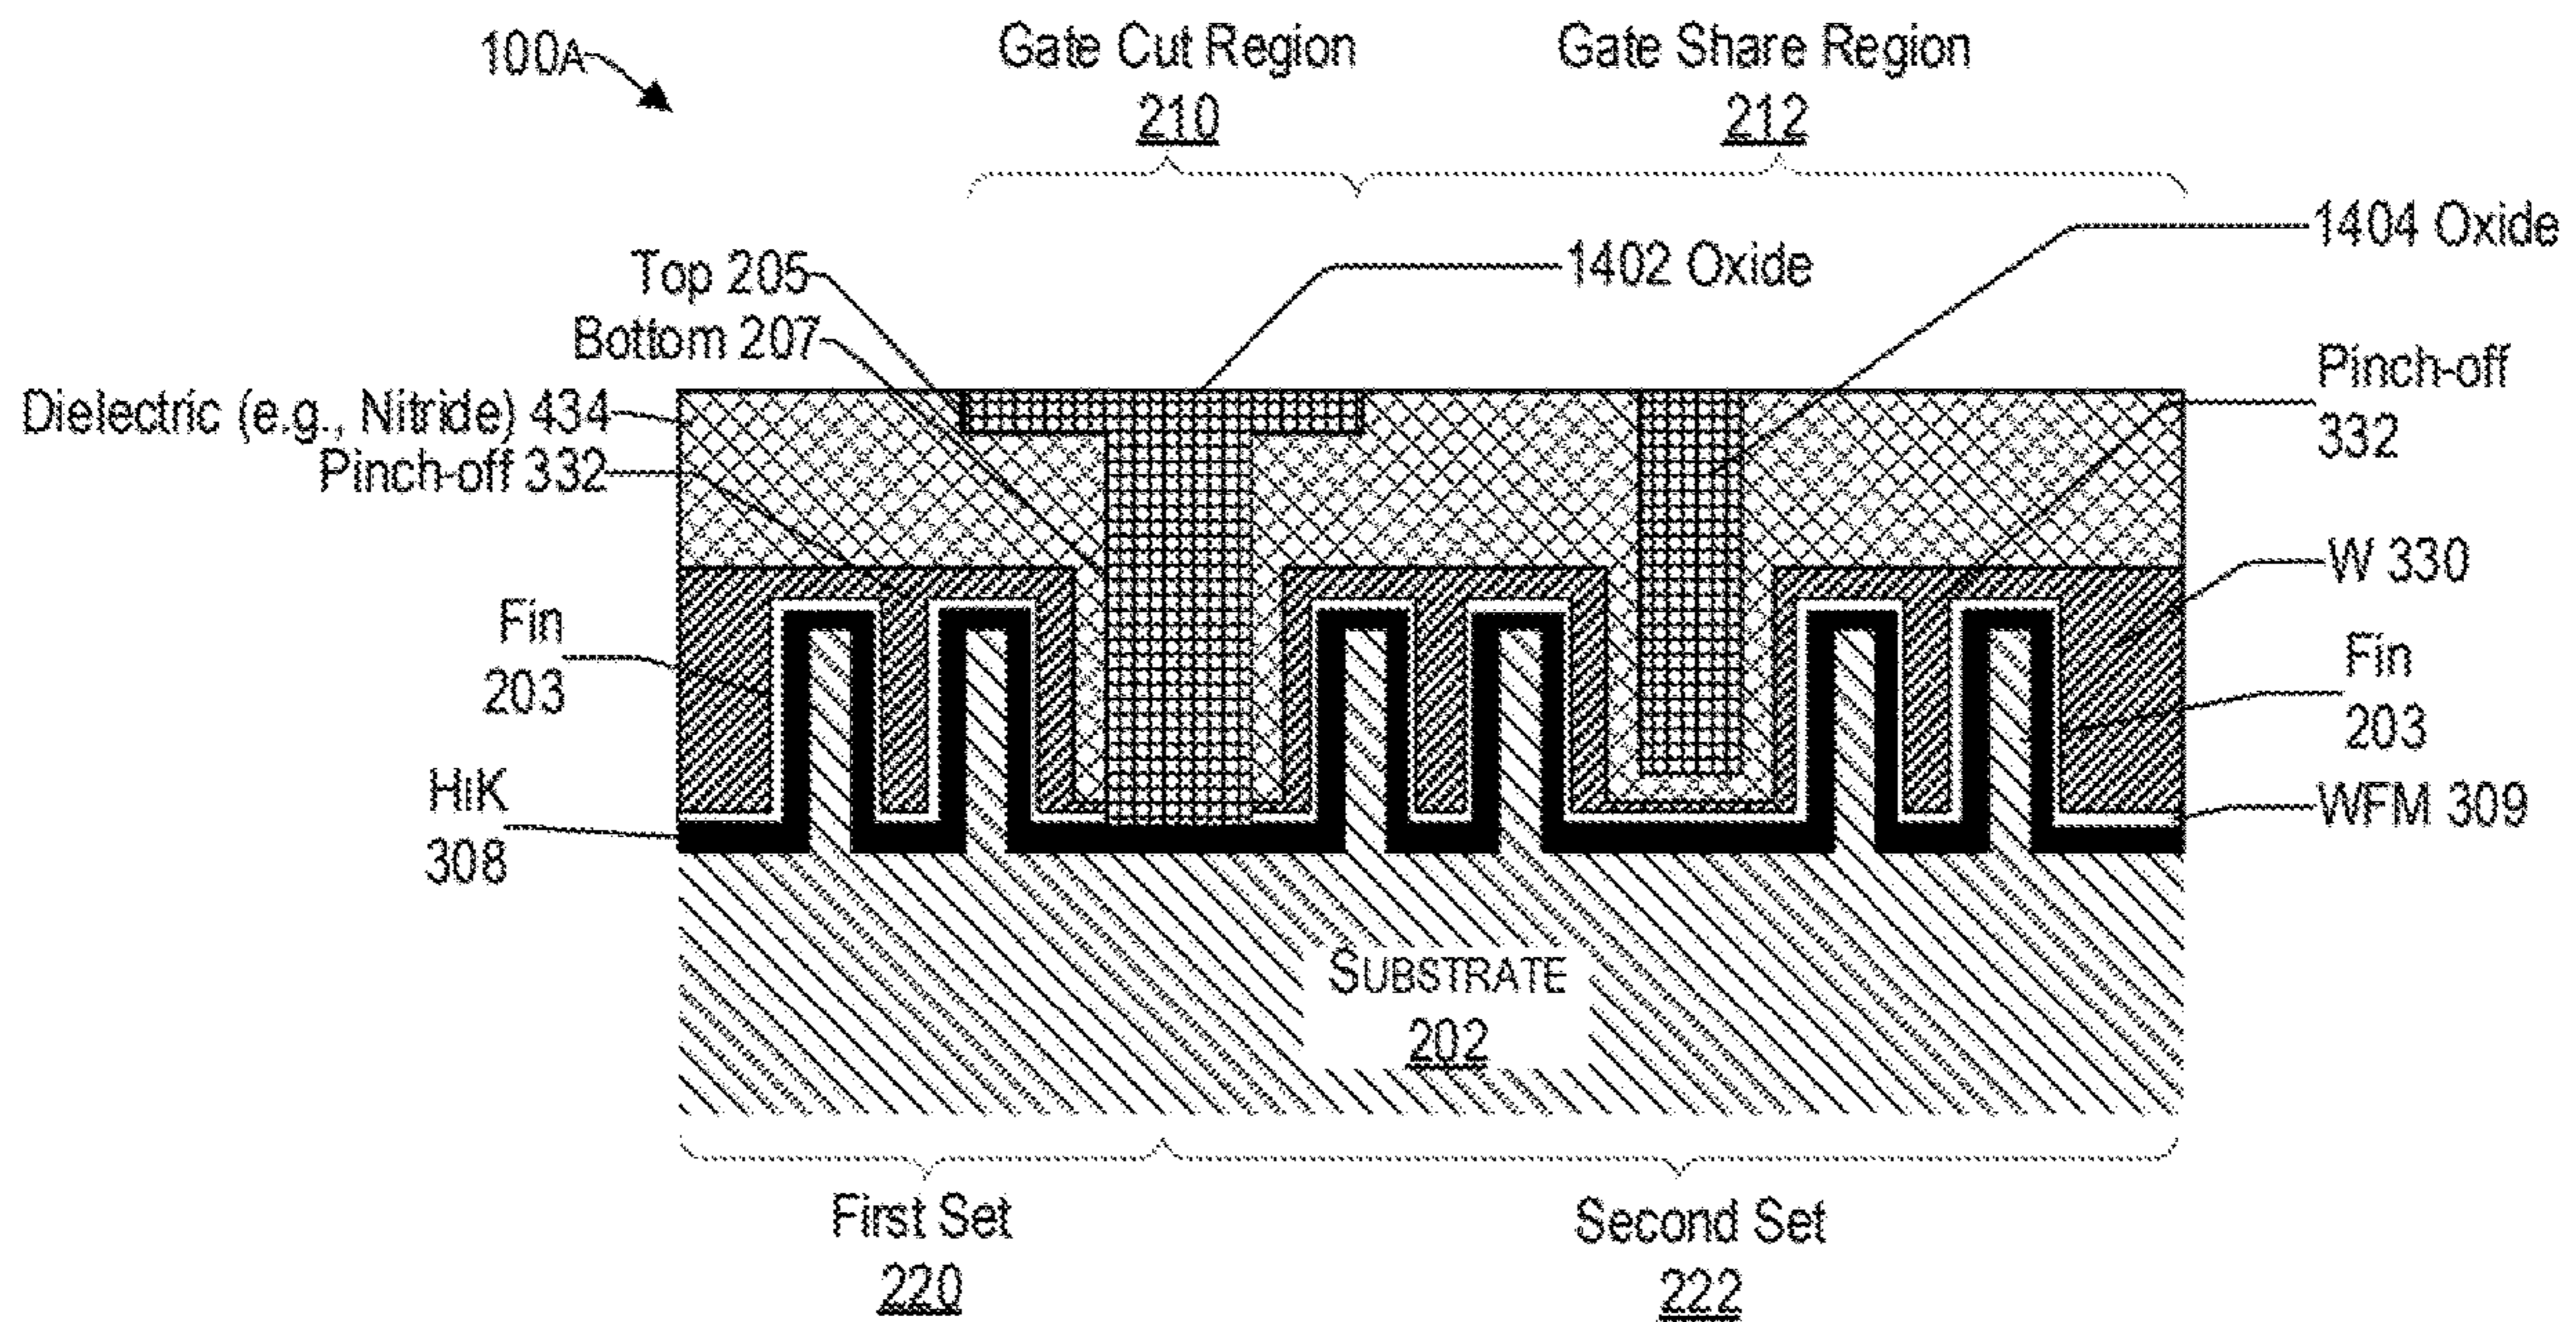 100A
Gate Cut Region
210
Gate Share Region
212
1404 Oxide
Top 205
1402 Oxide
Bottom 207
Pinch-off
332
Dielectric (e.g., Nitride) 434
Pinch-off 332
W 330
Fin
203
Fin
203
HiK
308
WFM 309
SUBSTRATE
202
First Set
220
Second Set
222